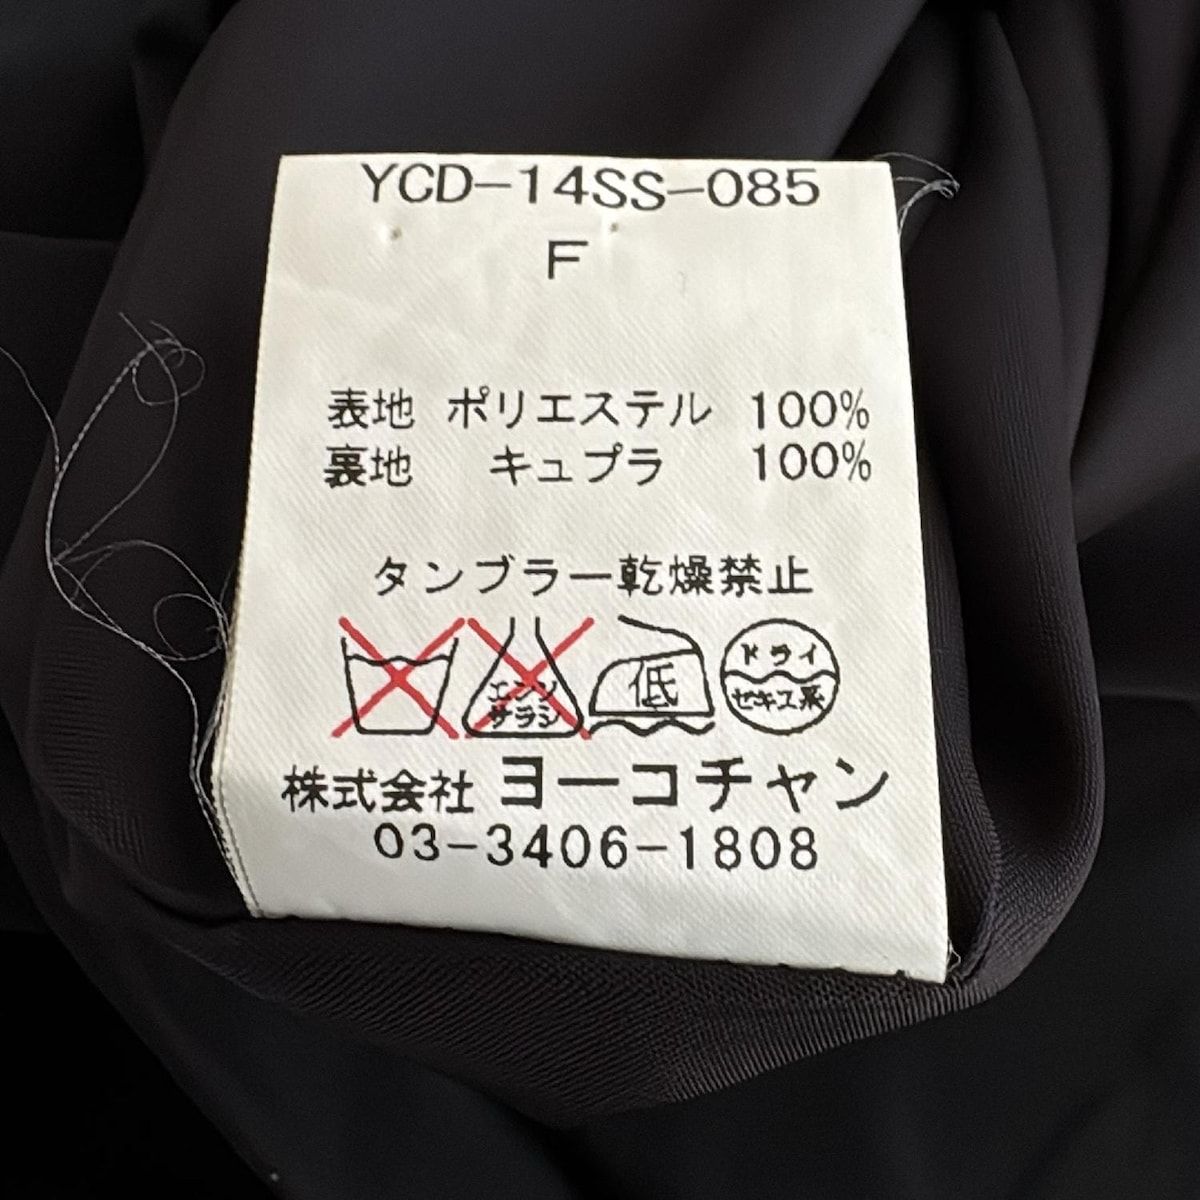 YCD-14SS-085
F
表地 ポリエステル 100%
裏地 キュプラ 100%
タンブラー乾燥禁止
エンソ
サラシ
低
ドライ
セキユ系
株式会社 ヨーコチャン
03-3406-1808